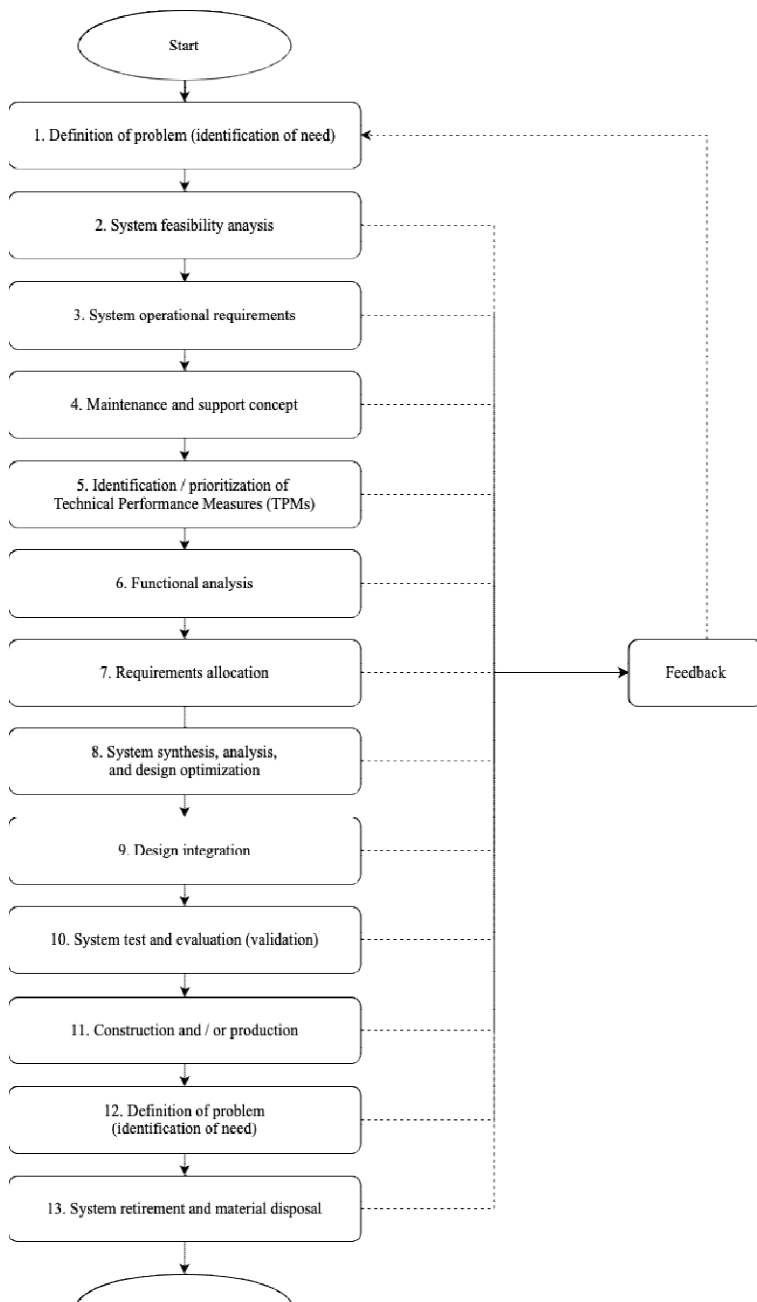 Start
1. Definition of problem (identification of need)
2. System feasibility anaysis
3. System operational requirements
4. Maintenance and support concept
5. Identification / prioritization of
Technical Performance Measures (TPMs)
6. Functional analysis
7. Requirements allocation
Feedback
8. System synthesis, analysis,
and design optimization
9. Design integration
10. System test and evaluation (validation)
11. Construction and / or production
12. Definition of problem
(identification of need)
13. System retirement and material disposal